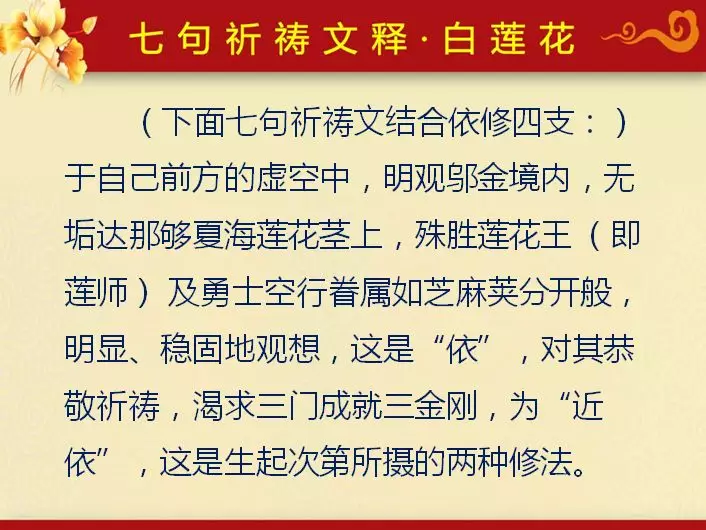 七句祈祷文释·白莲花
（下面七句祈祷文结合依修四支：）
于自己前方的虚空中，明观邬金境内，无
垢达那够夏海莲花茎上，殊胜莲花王（即
莲师）及勇士空行眷属如芝麻荚分开般，
明显、稳固地观想，这是“依”，对其恭
敬祈祷，渴求三门成就三金刚，为“近
依”，这是生起次第所摄的两种修法。